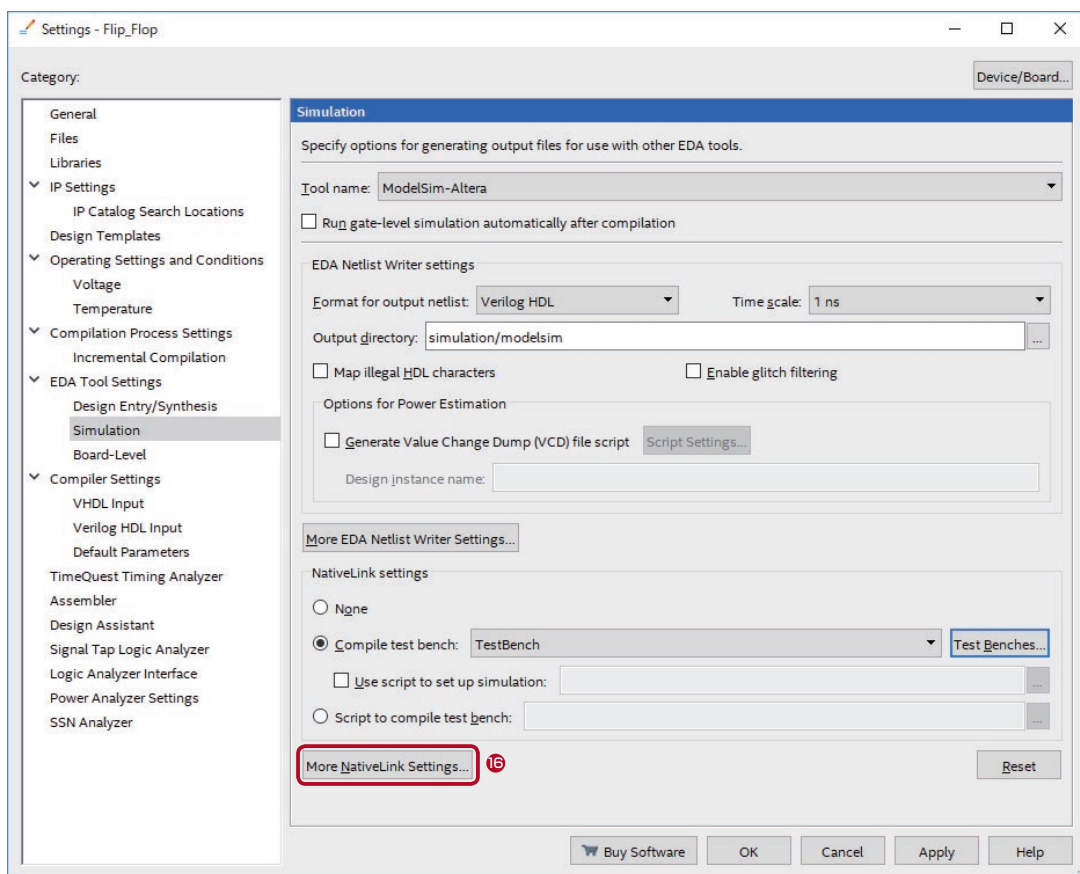 Settings - Flip_Flop
Category:
Device/Board...
General
Files
Libraries
IP Settings
IP Catalog Search Locations
Design Templates
Operating Settings and Conditions
Voltage
Temperature
Compilation Process Settings
Incremental Compilation
EDA Tool Settings
Design Entry/Synthesis
Simulation
Board-Level
Compiler Settings
VHDL Input
Verilog HDL Input
Default Parameters
TimeQuest Timing Analyzer
Assembler
Design Assistant
Signal Tap Logic Analyzer
Logic Analyzer Interface
Power Analyzer Settings
SSN Analyzer
Simulation
Specify options for generating output files for use with other EDA tools.
Tool name: ModelSim-Altera
Run gate-level simulation automatically after compilation
EDA Netlist Writer settings
Format for output netlist: Verilog HDL Time scale: 1 ns
Output directory: simulation/modelsim ...
Map illegal HDL characters Enable glitch filtering
Options for Power Estimation
Generate Value Change Dump (VCD) file script Script Settings...
Design instance name:
More EDA Netlist Writer Settings...
NativeLink settings
None
Compile test bench: TestBench Test Benches...
Use script to set up simulation: ...
Script to compile test bench: ...
More NativeLink Settings... ⓰ Reset
Buy Software OK Cancel Apply Help